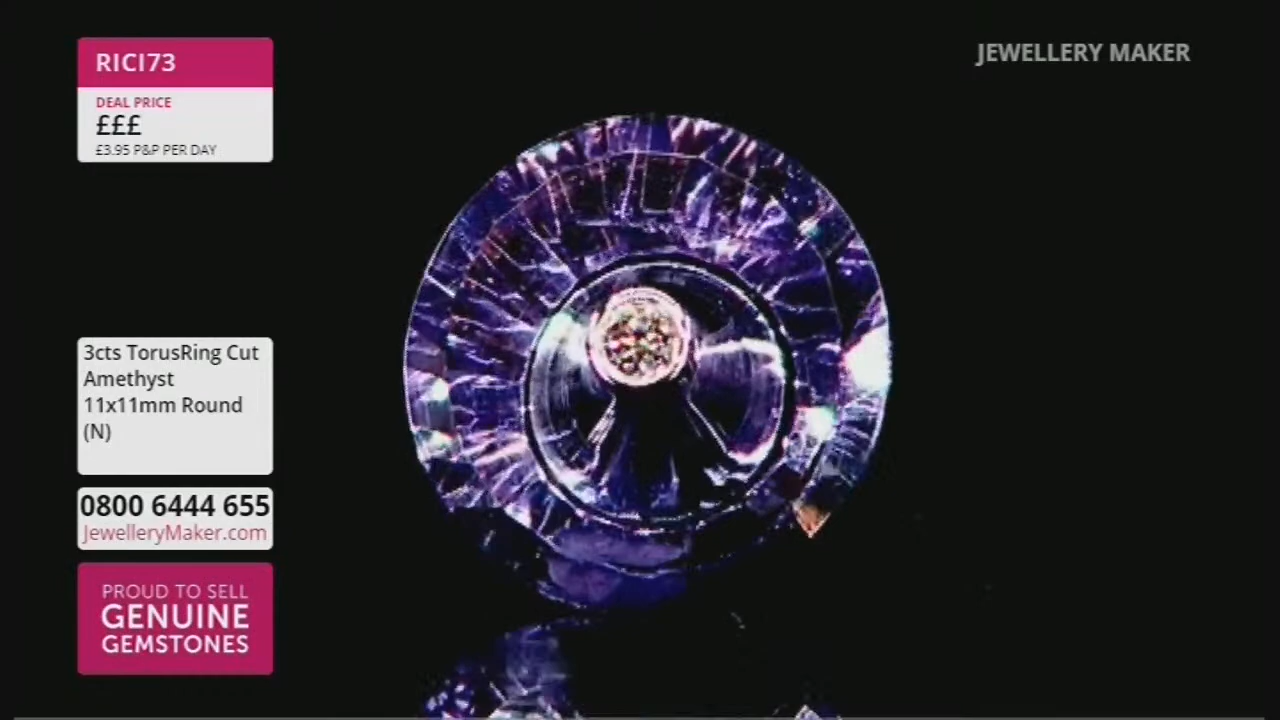 RICI73
DEAL PRICE
£££
£3.95 P&P PER DAY
JEWELLERY MAKER
3cts TorusRing Cut
Amethyst
11x11mm Round
(N)
0800 6444 655
JewelleryMaker.com
PROUD TO SELL
GENUINE
GEMSTONES